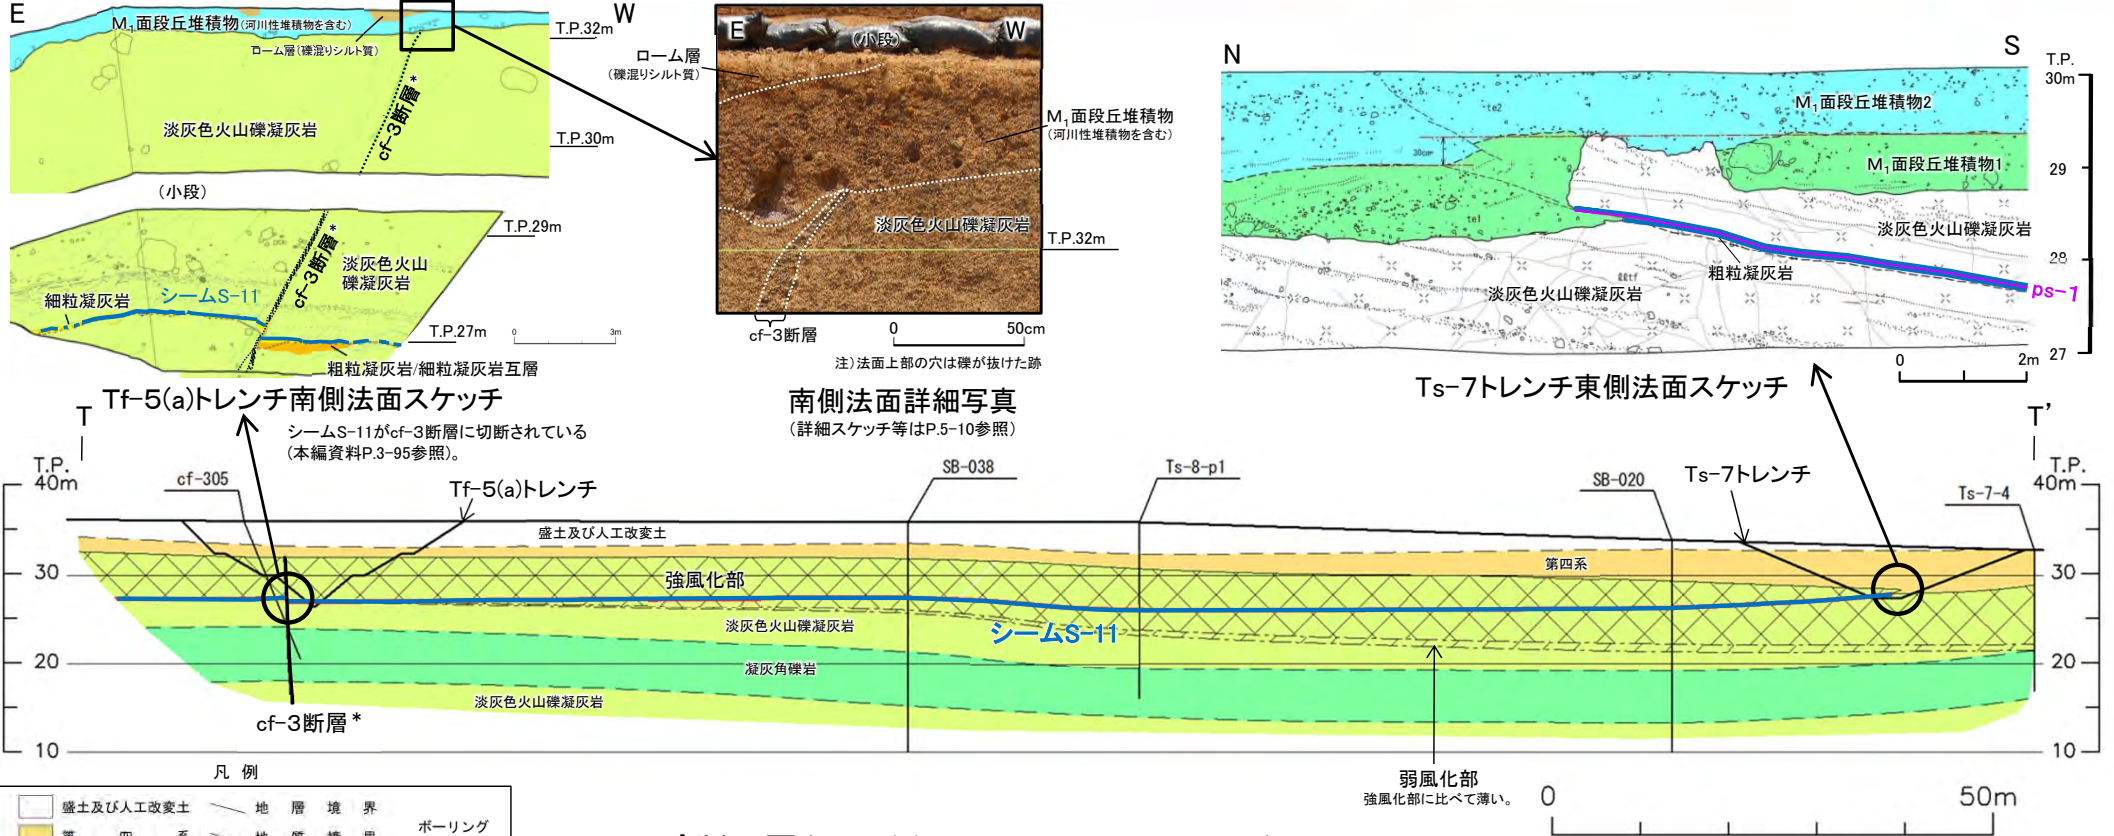 E
W
M₁面段丘堆積物(河川性堆積物を含む)
ローム層(礫混りシルト質)
T.P.32m
cf-3断層*
淡灰色火山礫凝灰岩
T.P.30m
(小段)
T.P.29m
cf-3断層*
淡灰色火山
礫凝灰岩
細粒凝灰岩
シームS-11
T.P.27m
0
3m
粗粒凝灰岩/細粒凝灰岩互層
Tf-5(a)トレンチ南側法面スケッチ
シームS-11がcf-3断層に切断されている
(本編資料P.3-95参照)。
E
(小段)
W
ローム層
(礫混りシルト質)
M₁面段丘堆積物
(河川性堆積物を含む)
淡灰色火山礫凝灰岩
T.P.32m
cf-3断層
0
50cm
注)法面上部の穴は礫が抜けた跡
南側法面詳細写真
(詳細スケッチ等はP.5-10参照)
N
S
T.P.
30m
te2
M₁面段丘堆積物2
30cm
M₁面段丘堆積物1
29
te1
淡灰色火山礫凝灰岩
28
粗粒凝灰岩
lltf
淡灰色火山礫凝灰岩
ps-1
27
0
2m
Ts-7トレンチ東側法面スケッチ
T
T'
T.P.
40m
cf-305
Tf-5(a)トレンチ
SB-038
Ts-8-p1
SB-020
Ts-7トレンチ
Ts-7-4
T.P.
40m
盛土及び人工改変土
第四系
30
強風化部
30
淡灰色火山礫凝灰岩
シームS-11
20
凝灰角礫岩
20
淡灰色火山礫凝灰岩
cf-3断層*
10
10
弱風化部
強風化部に比べて薄い。
0
50m
凡 例
盛土及び人工改変土
地 層 境 界
ボーリング
第 四 系
地 質 境 界